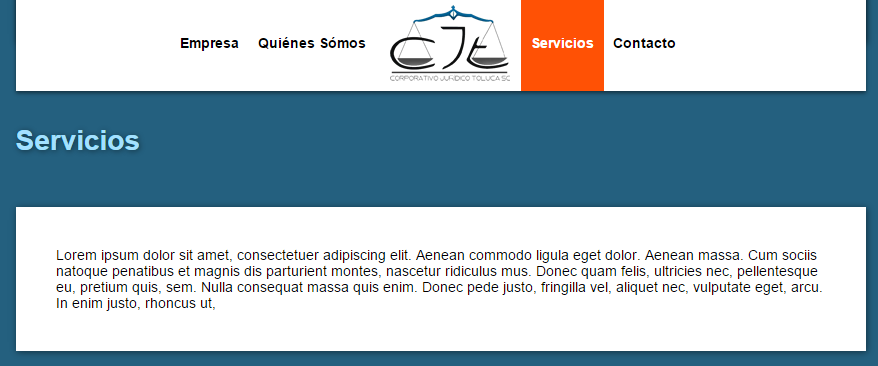 Empresa
Quiénes Sómos
CJt
CORPORATIVO JURIDICO TOLUCA SC
Servicios
Contacto
Servicios
Lorem ipsum dolor sit amet, consectetuer adipiscing elit. Aenean commodo ligula eget dolor. Aenean massa. Cum sociis
natoque penatibus et magnis dis parturient montes, nascetur ridiculus mus. Donec quam felis, ultricies nec, pellentesque
eu, pretium quis, sem. Nulla consequat massa quis enim. Donec pede justo, fringilla vel, aliquet nec, vulputate eget, arcu.
In enim justo, rhoncus ut,